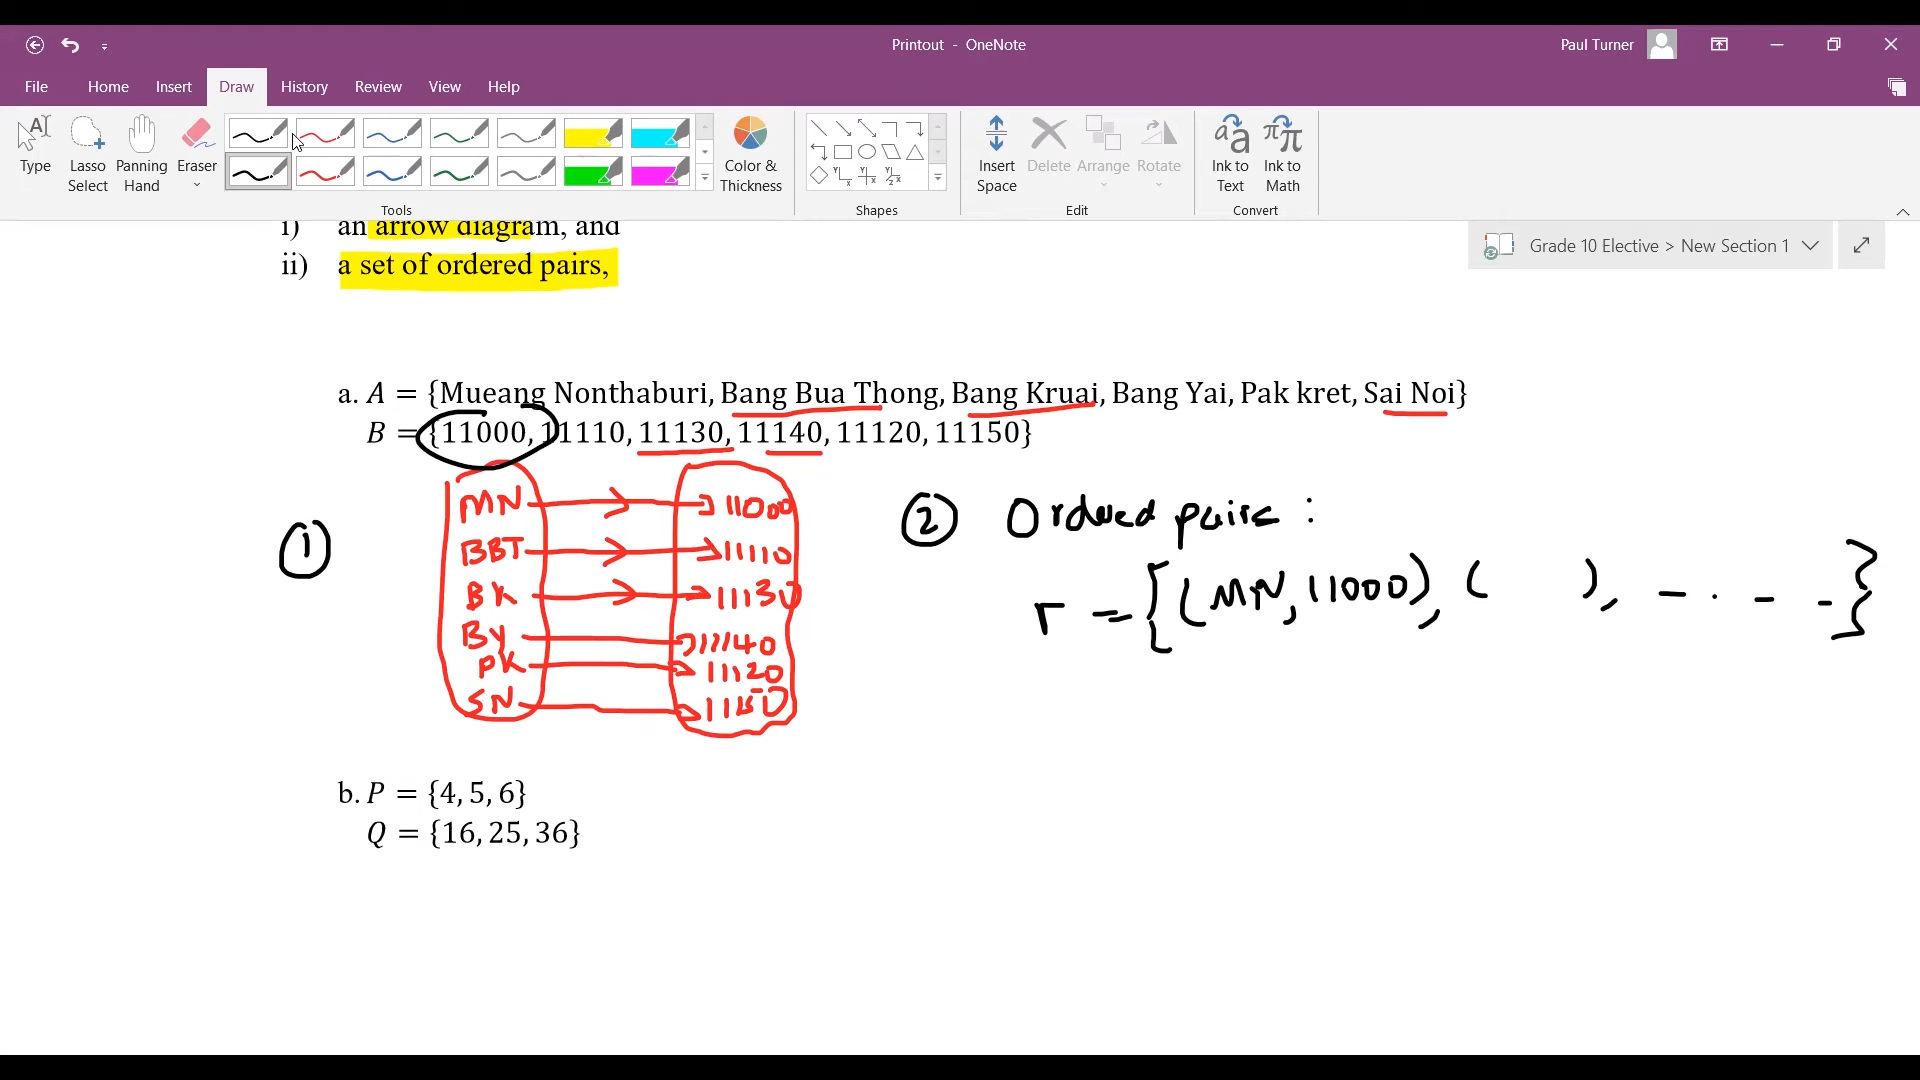 Printout - OneNote
Paul Turner
File Home Insert Draw History Review View Help
Type
Lasso Select
Panning Hand
Eraser
Color & Thickness
Insert Space
Delete
Arrange
Rotate
Ink to Text
Ink to Math
Tools
Shapes
Edit
Convert
Grade 10 Elective > New Section 1
i) an arrow diagram, and
ii) a set of ordered pairs,
a. A = {Mueang Nonthaburi, Bang Bua Thong, Bang Kruai, Bang Yai, Pak kret, Sai Noi}
B = {11000, 11110, 11130, 11140, 11120, 11150}
①
MN 11000
BBT 11110
BK 11130
BY 11140
PK 11120
SN 11150
② Ordered pairs :
r = {(MN, 11000), ( ), - . - -}
b. P = {4, 5, 6}
Q = {16, 25, 36}